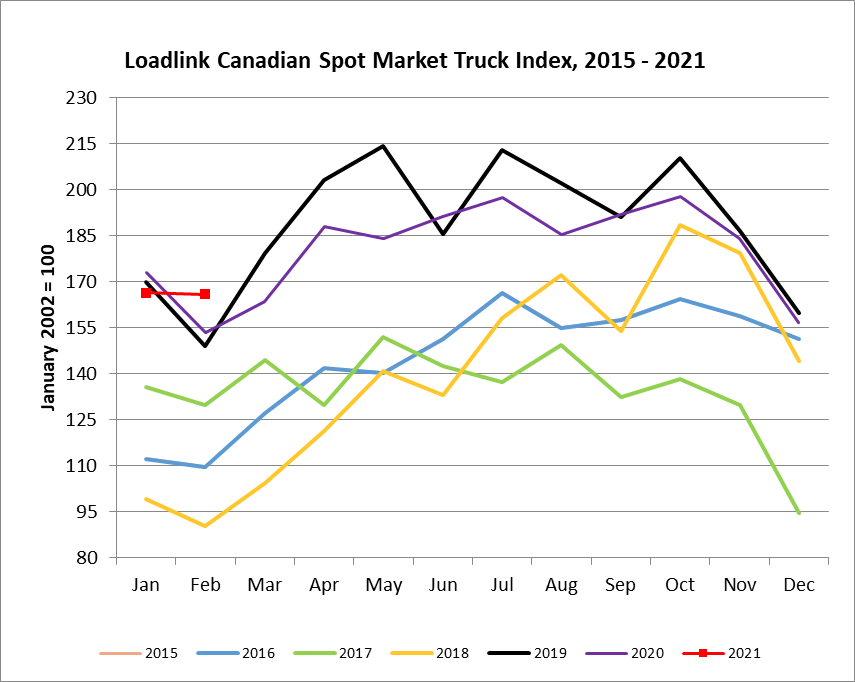 Loadlink Canadian Spot Market Truck Index, 2015 - 2021
January 2002 = 100
230
215
200
185
170
155
140
125
110
95
80
Jan Feb Mar Apr May Jun Jul Aug Sep Oct Nov Dec
2015 2016 2017 2018 2019 2020 2021